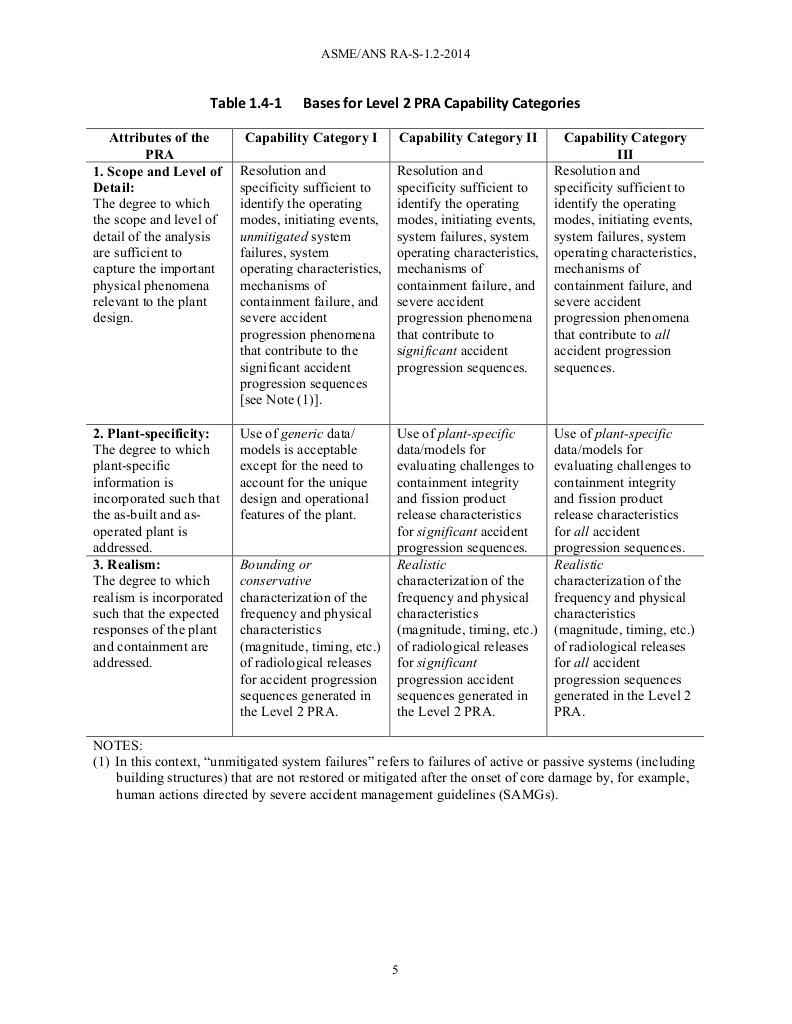 ASME/ANS RA-S-1.2-2014
Table 1.4-1 Bases for Level 2 PRA Capability Categories
Attributes of the
PRA
Capability Category I
Capability Category II
Capability Category
III
1. Scope and Level of
Detail:
The degree to which
the scope and level of
detail of the analysis
are sufficient to
capture the important
physical phenomena
relevant to the plant
design.
Resolution and
specificity sufficient to
identify the operating
modes, initiating events,
unmitigated system
failures, system
operating characteristics,
mechanisms of
containment failure, and
severe accident
progression phenomena
that contribute to the
significant accident
progression sequences
[see Note (1)].
Resolution and
specificity sufficient to
identify the operating
modes, initiating events,
system failures, system
operating characteristics,
mechanisms of
containment failure, and
severe accident
progression phenomena
that contribute to
significant accident
progression sequences.
Resolution and
specificity sufficient to
identify the operating
modes, initiating events,
system failures, system
operating characteristics,
mechanisms of
containment failure, and
severe accident
progression phenomena
that contribute to all
accident progression
sequences.
2. Plant-specificity:
The degree to which
plant-specific
information is
incorporated such that
the as-built and as-
operated plant is
addressed.
Use of generic data/
models is acceptable
except for the need to
account for the unique
design and operational
features of the plant.
Use of plant-specific
data/models for
evaluating challenges to
containment integrity
and fission product
release characteristics
for significant accident
progression sequences.
Use of plant-specific
data/models for
evaluating challenges to
containment integrity
and fission product
release characteristics
for all accident
progression sequences.
3. Realism:
The degree to which
realism is incorporated
such that the expected
responses of the plant
and containment are
addressed.
Bounding or
conservative
characterization of the
frequency and physical
characteristics
(magnitude, timing, etc.)
of radiological releases
for accident progression
sequences generated in
the Level 2 PRA.
Realistic
characterization of the
frequency and physical
characteristics
(magnitude, timing, etc.)
of radiological releases
for significant
progression accident
sequences generated in
the Level 2 PRA.
Realistic
characterization of the
frequency and physical
characteristics
(magnitude, timing, etc.)
of radiological releases
for all accident
progression sequences
generated in the Level 2
PRA.
NOTES:
(1) In this context, “unmitigated system failures” refers to failures of active or passive systems (including
building structures) that are not restored or mitigated after the onset of core damage by, for example,
human actions directed by severe accident management guidelines (SAMGs).
5